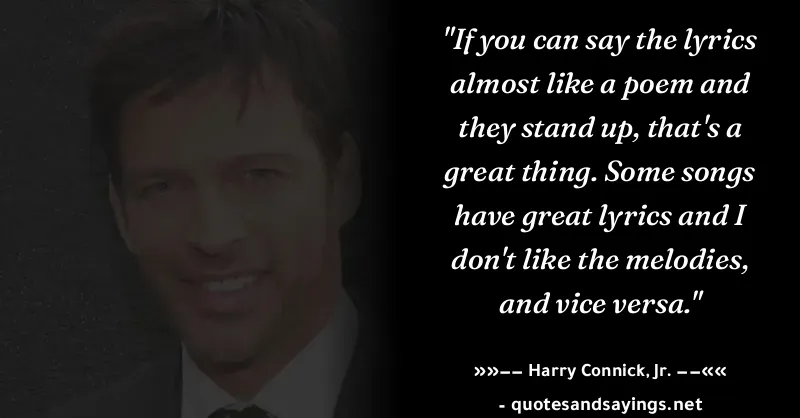 "If you can say the lyrics
almost like a poem and
they stand up, that's a
great thing. Some songs
have great lyrics and I
don't like the melodies,
and vice versa."
»»−− Harry Connick, Jr. −−««
- quotesandsayings.net